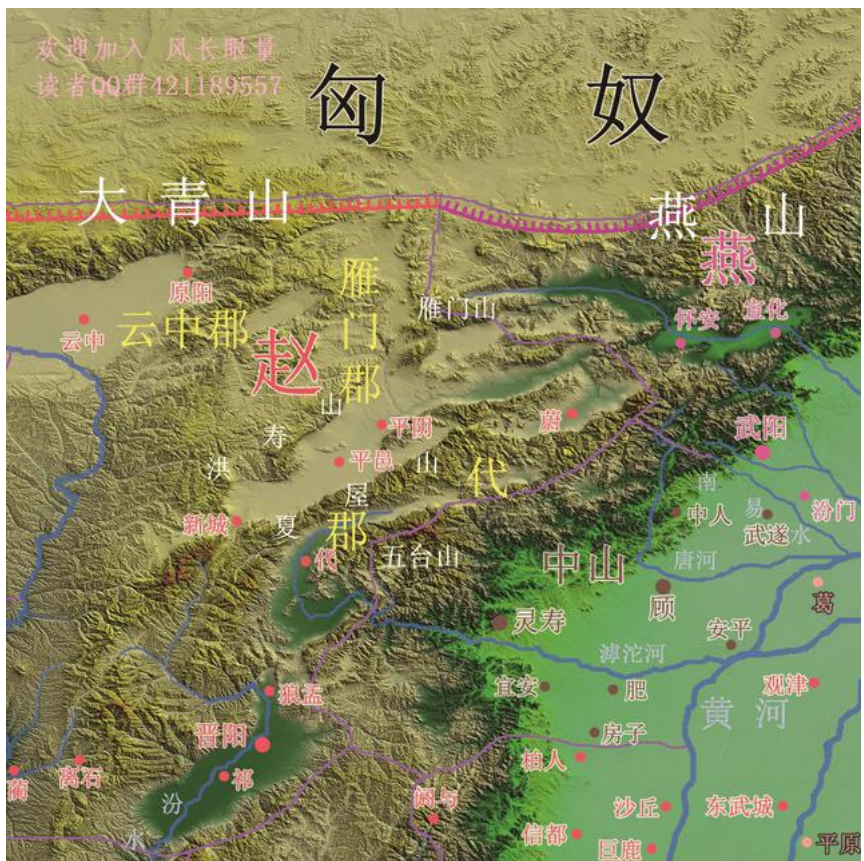 欢迎加入 风长眼量
读者QQ群421189557
匈奴
大青山
燕山
燕
原阳
云中
云中郡
雁门郡
雁门山
怀安
宣化
赵
洪寿山
平阴
平邑
蔚
武阳
新城
夏屋山
代郡
代
五台山
南易水
中人
武遂
汾门
唐河
中山
顾
葛
灵寿
安平
滹沱河
宜安
肥
观津
黄河
房子
狼孟
晋阳
祁
离石
蔺
汾水
阏与
柏人
沙丘
东武城
信都
巨鹿
平原